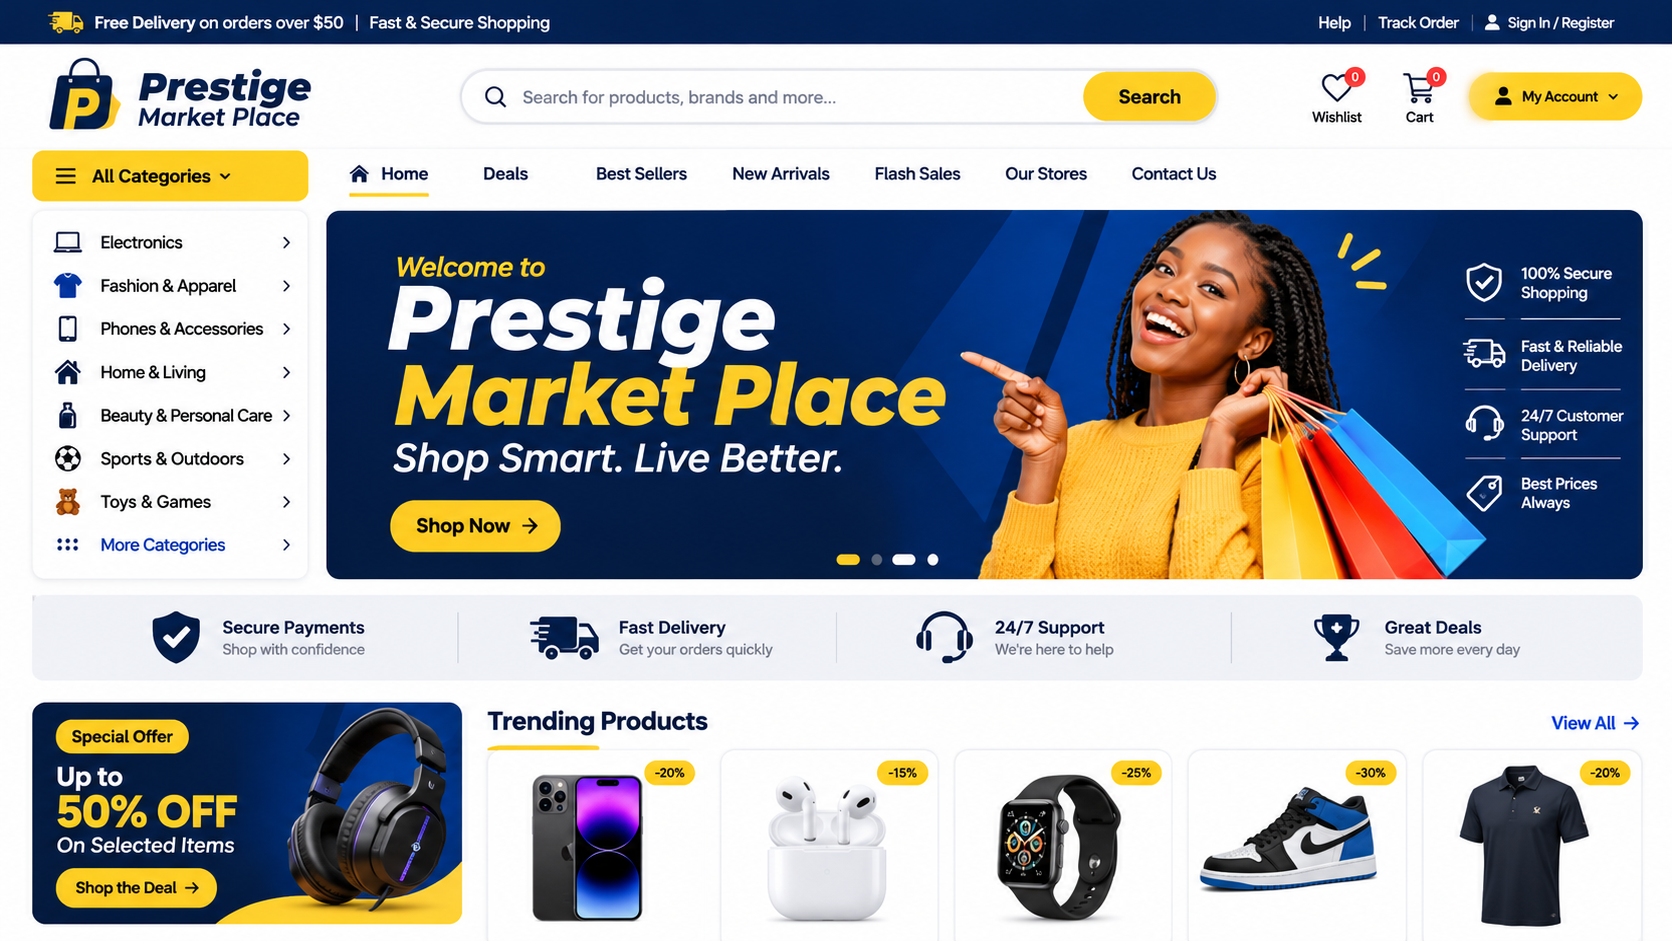 Free Delivery on orders over $50 | Fast & Secure Shopping
Help | Track Order | Sign In / Register
Prestige
Market Place
Search for products, brands and more...
Search
0
Wishlist
0
Cart
My Account
All Categories
Home
Deals
Best Sellers
New Arrivals
Flash Sales
Our Stores
Contact Us
Electronics
Fashion & Apparel
Phones & Accessories
Home & Living
Beauty & Personal Care
Sports & Outdoors
Toys & Games
More Categories
Welcome to
Prestige
Market Place
Shop Smart. Live Better.
Shop Now →
100% Secure
Shopping
Fast & Reliable
Delivery
24/7 Customer
Support
Best Prices
Always
Secure Payments
Shop with confidence
Fast Delivery
Get your orders quickly
24/7 Support
We're here to help
Great Deals
Save more every day
Special Offer
Up to
50% OFF
On Selected Items
Shop the Deal →
Trending Products
View All →
-20%
-15%
-25%
-30%
-20%